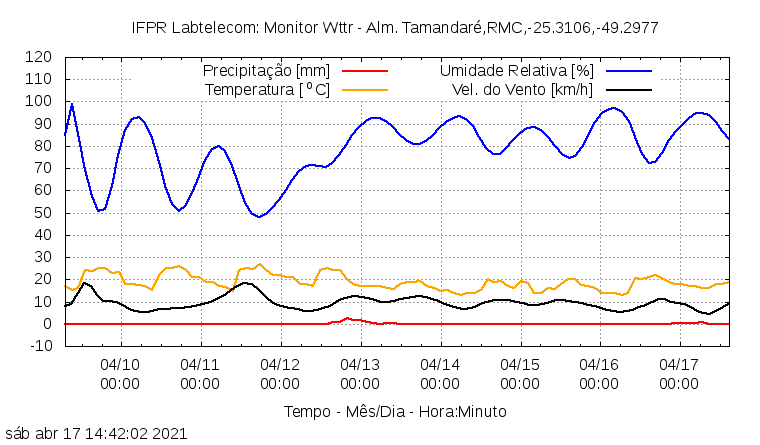 IFPR Labtelecom: Monitor Wttr - Alm. Tamandaré,RMC,-25.3106,-49.2977
Precipitação [mm] Umidade Relativa [%]
Temperatura [⁰C] Vel. do Vento [km/h]
120
110
100
90
80
70
60
50
40
30
20
10
0
-10
04/10 04/11 04/12 04/13 04/14 04/15 04/16 04/17
00:00 00:00 00:00 00:00 00:00 00:00 00:00 00:00
Tempo - Mês/Dia - Hora:Minuto
sáb abr 17 14:42:02 2021